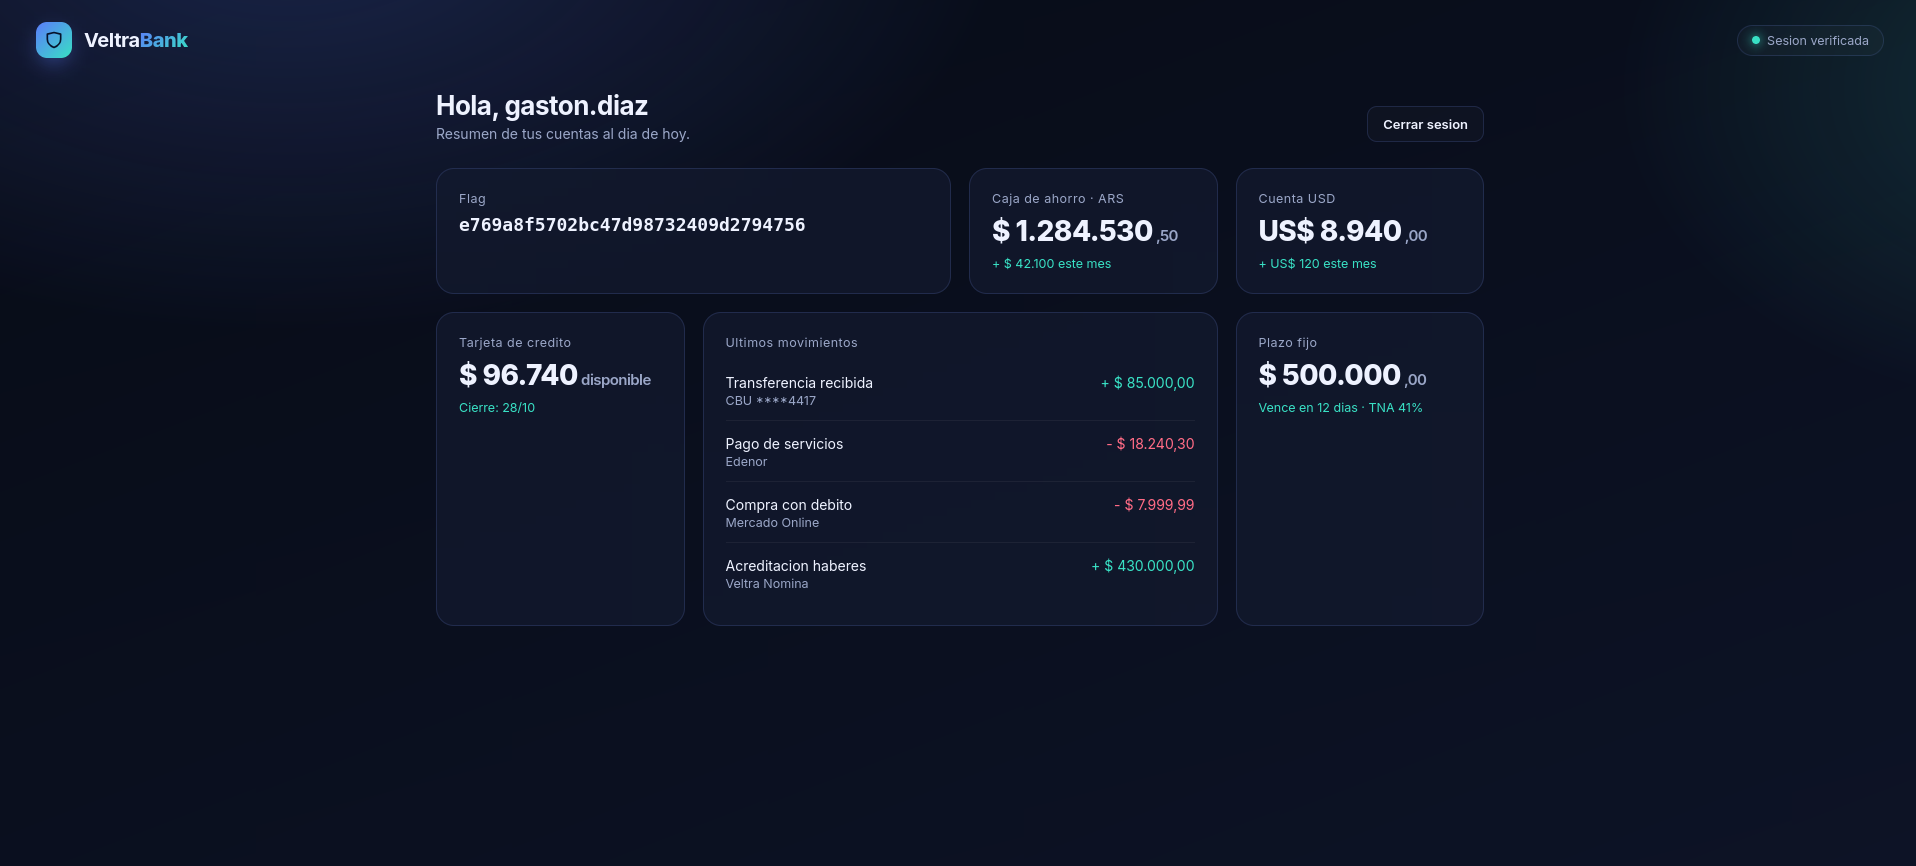 VeltraBank
Sesion verificada
Hola, gaston.diaz
Resumen de tus cuentas al dia de hoy.
Cerrar sesion
Flag
e769a8f5702bc47d98732409d2794756
Caja de ahorro · ARS
$ 1.284.530 ,50
+ $ 42.100 este mes
Cuenta USD
US$ 8.940 ,00
+ US$ 120 este mes
Tarjeta de credito
$ 96.740 disponible
Cierre: 28/10
Ultimos movimientos
Transferencia recibida + $ 85.000,00
CBU ****4417
Pago de servicios - $ 18.240,30
Edenor
Compra con debito - $ 7.999,99
Mercado Online
Acreditacion haberes + $ 430.000,00
Veltra Nomina
Plazo fijo
$ 500.000 ,00
Vence en 12 dias · TNA 41%